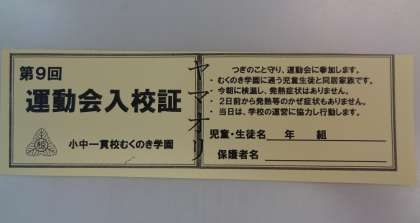 第9回
運動会入校証
小中一貫校むくのき学園
ヤマオリ
つぎのこと守り、運動会に参加します。
・むくのき学園に通う児童生徒と同居家族です。
・今朝に検温し、発熱症状はありません。
・2日前から発熱等のかぜ症状もありません。
・当日は、学校の運営に協力し行動します。
児童・生徒名 年 組
保護者名